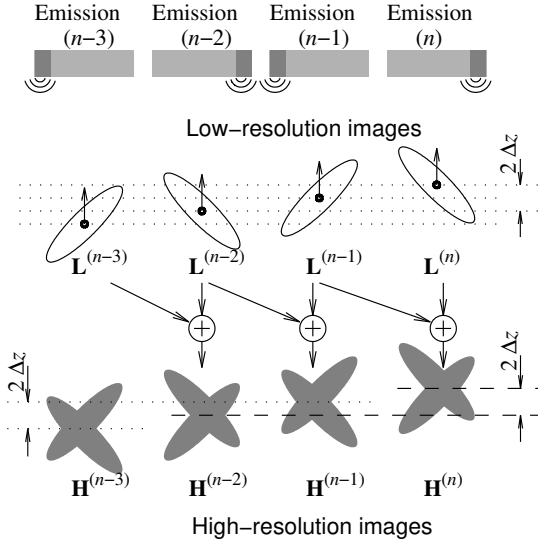 Emission Emission Emission Emission
(n−3) (n−2) (n−1) (n)
Low−resolution images
2 Δz
L^(n−3) L^(n−2) L^(n−1) L^(n)
+ + +
2 Δz 2 Δz
H^(n−3) H^(n−2) H^(n−1) H^(n)
High−resolution images